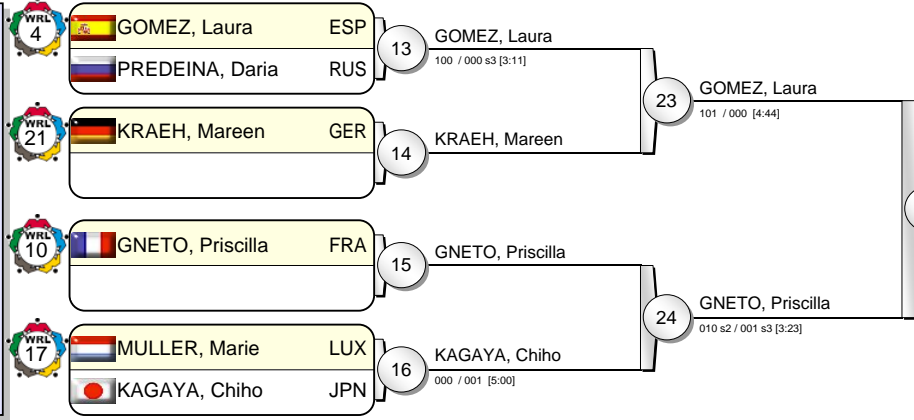 WRL
4
GOMEZ, Laura ESP
PREDEINA, Daria RUS
13
GOMEZ, Laura
100 / 000 s3 [3:11]
WRL
21
KRAEH, Mareen GER
14
KRAEH, Mareen
23
GOMEZ, Laura
101 / 000 [4:44]
WRL
10
GNETO, Priscilla FRA
15
GNETO, Priscilla
WRL
17
MULLER, Marie LUX
KAGAYA, Chiho JPN
16
KAGAYA, Chiho
000 / 001 [5:00]
24
GNETO, Priscilla
010 s2 / 001 s3 [3:23]